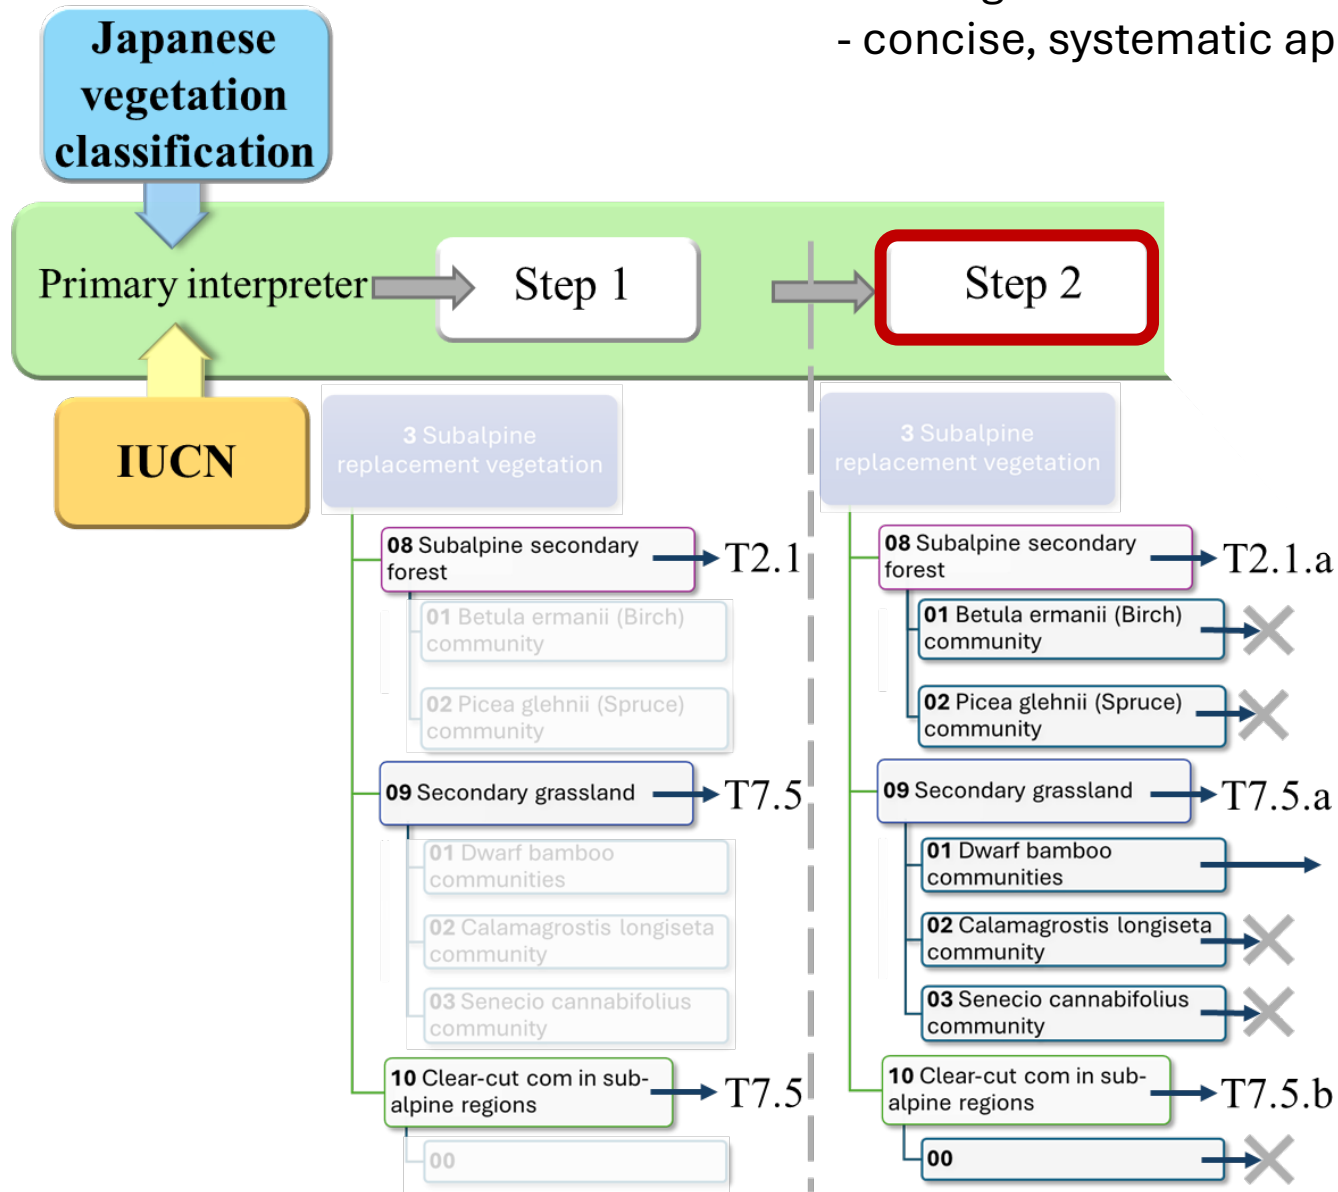 - concise, systematic ap
Japanese
vegetation
classification
Primary interpreter
Step 1
Step 2
IUCN
3 Subalpine
replacement vegetation
08 Subalpine secondary
forest
T2.1
01 Betula ermanii (Birch)
community
02 Picea glehnii (Spruce)
community
09 Secondary grassland
T7.5
01 Dwarf bamboo
communities
02 Calamagrostis longiseta
community
03 Senecio cannabifolius
community
10 Clear-cut com in sub-
alpine regions
T7.5
00
3 Subalpine
replacement vegetation
08 Subalpine secondary
forest
T2.1.a
01 Betula ermanii (Birch)
community
02 Picea glehnii (Spruce)
community
09 Secondary grassland
T7.5.a
01 Dwarf bamboo
communities
02 Calamagrostis longiseta
community
03 Senecio cannabifolius
community
10 Clear-cut com in sub-
alpine regions
T7.5.b
00